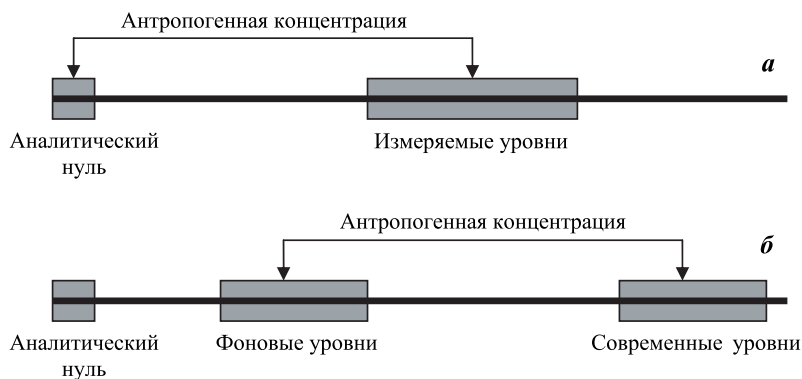 Антропогенная концентрация
а
Аналитический
нуль
Измеряемые уровни
Антропогенная концентрация
б
Аналитический
нуль
Фоновые уровни
Современные уровни